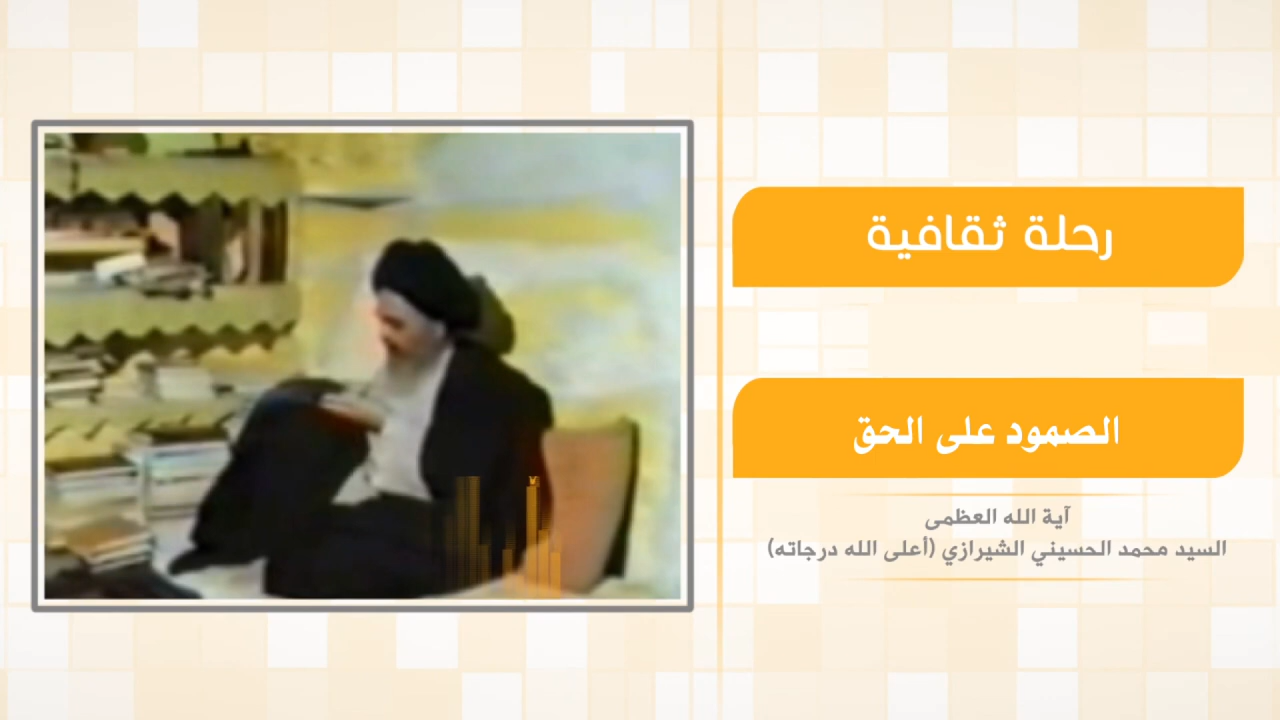 رحلة ثقافية
الصمود على الحق
آية الله العظمى
السيد محمد الحسيني الشيرازي (أعلى الله درجاته)